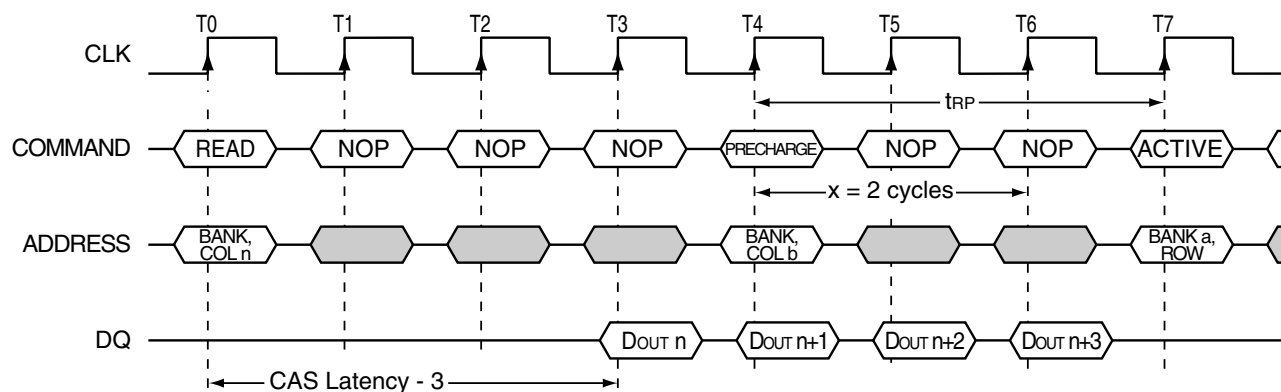 T0 T1 T2 T3 T4 T5 T6 T7
CLK
tRP
COMMAND READ NOP NOP NOP PRECHARGE NOP NOP ACTIVE
x = 2 cycles
ADDRESS BANK, COL n BANK, COL b BANK a, ROW
DQ DOUT n DOUT n+1 DOUT n+2 DOUT n+3
CAS Latency - 3